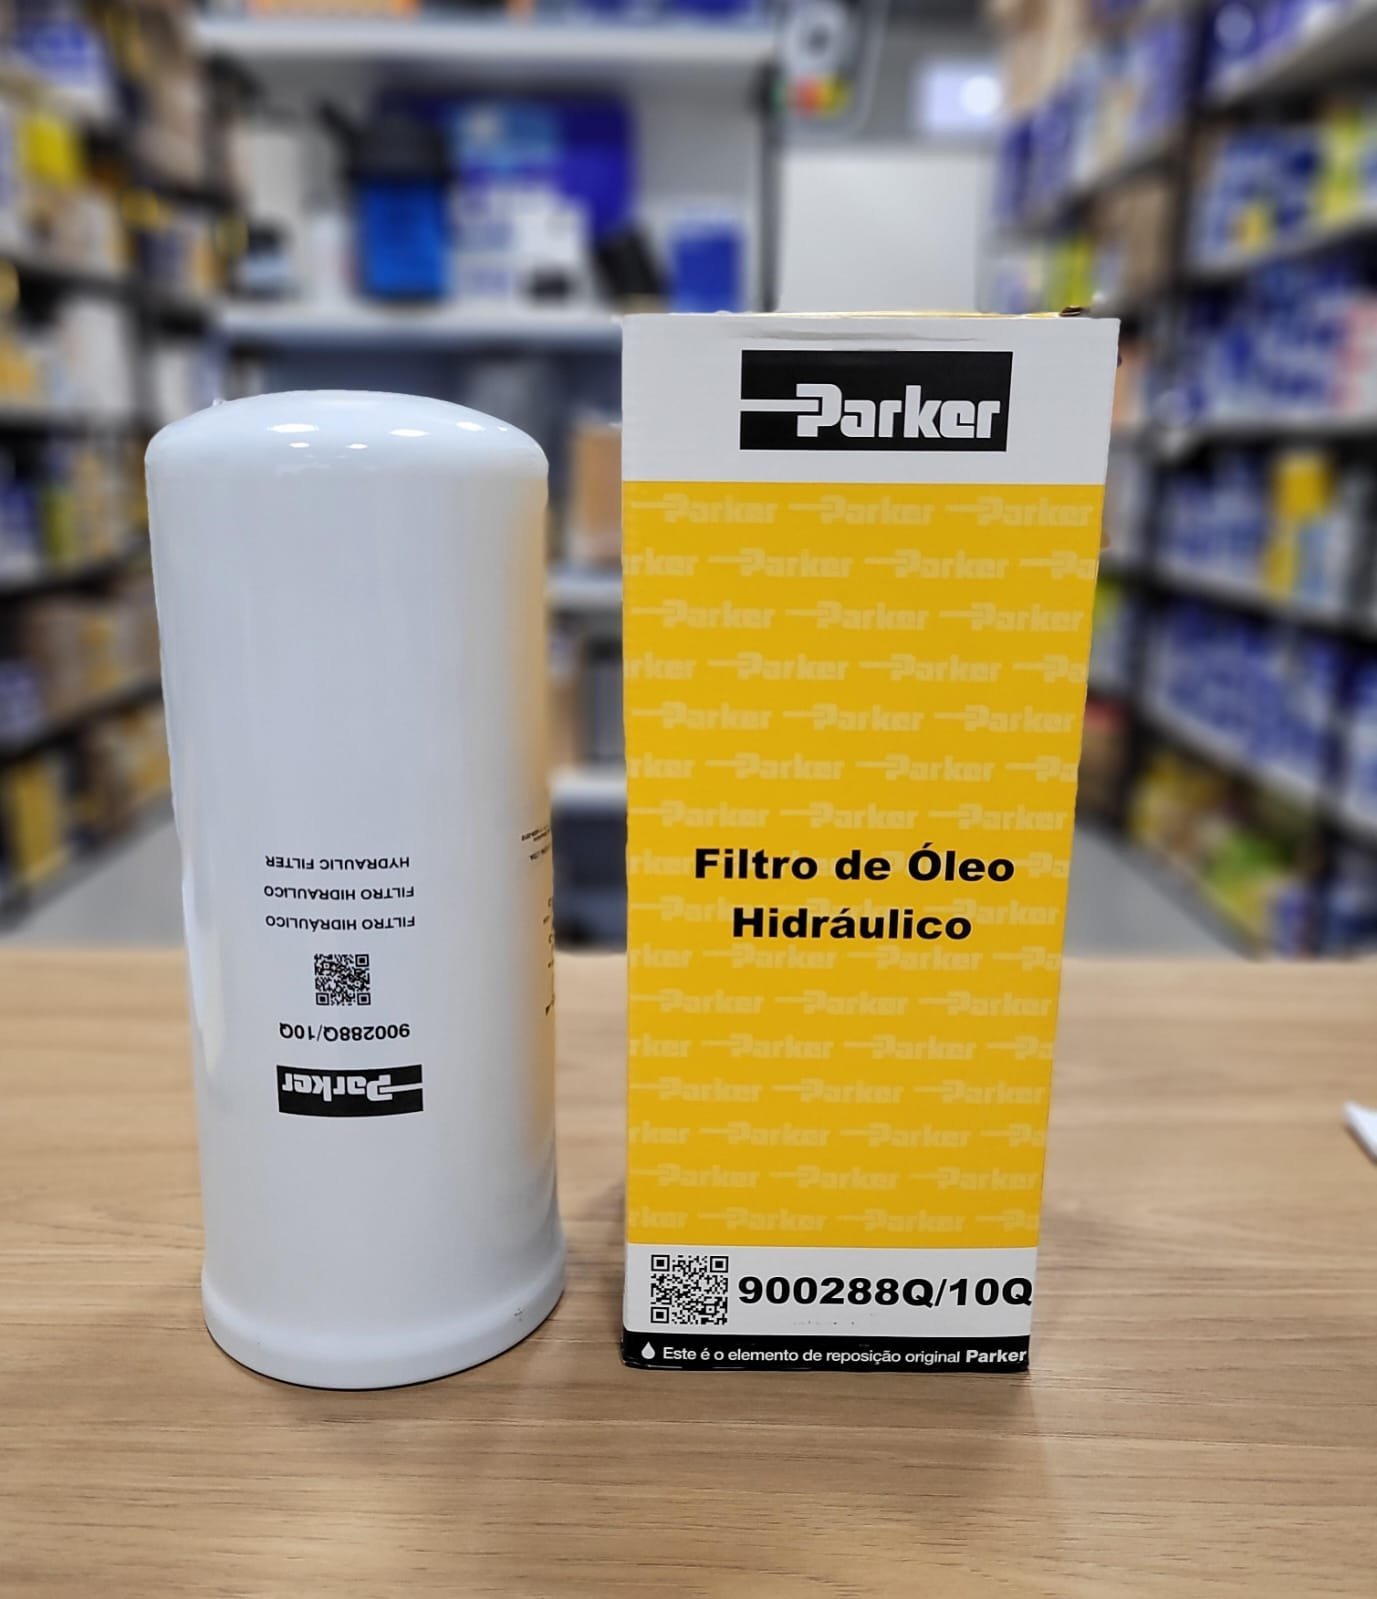 Parker
Filtro de Óleo
Hidráulico
900288Q/10Q
Este é o elemento de reposição original Parker
Parker
900288Q/10Q
FILTRO HIDRÁULICO
FILTRO HIDRAULICO
HYDRAULIC FILTER